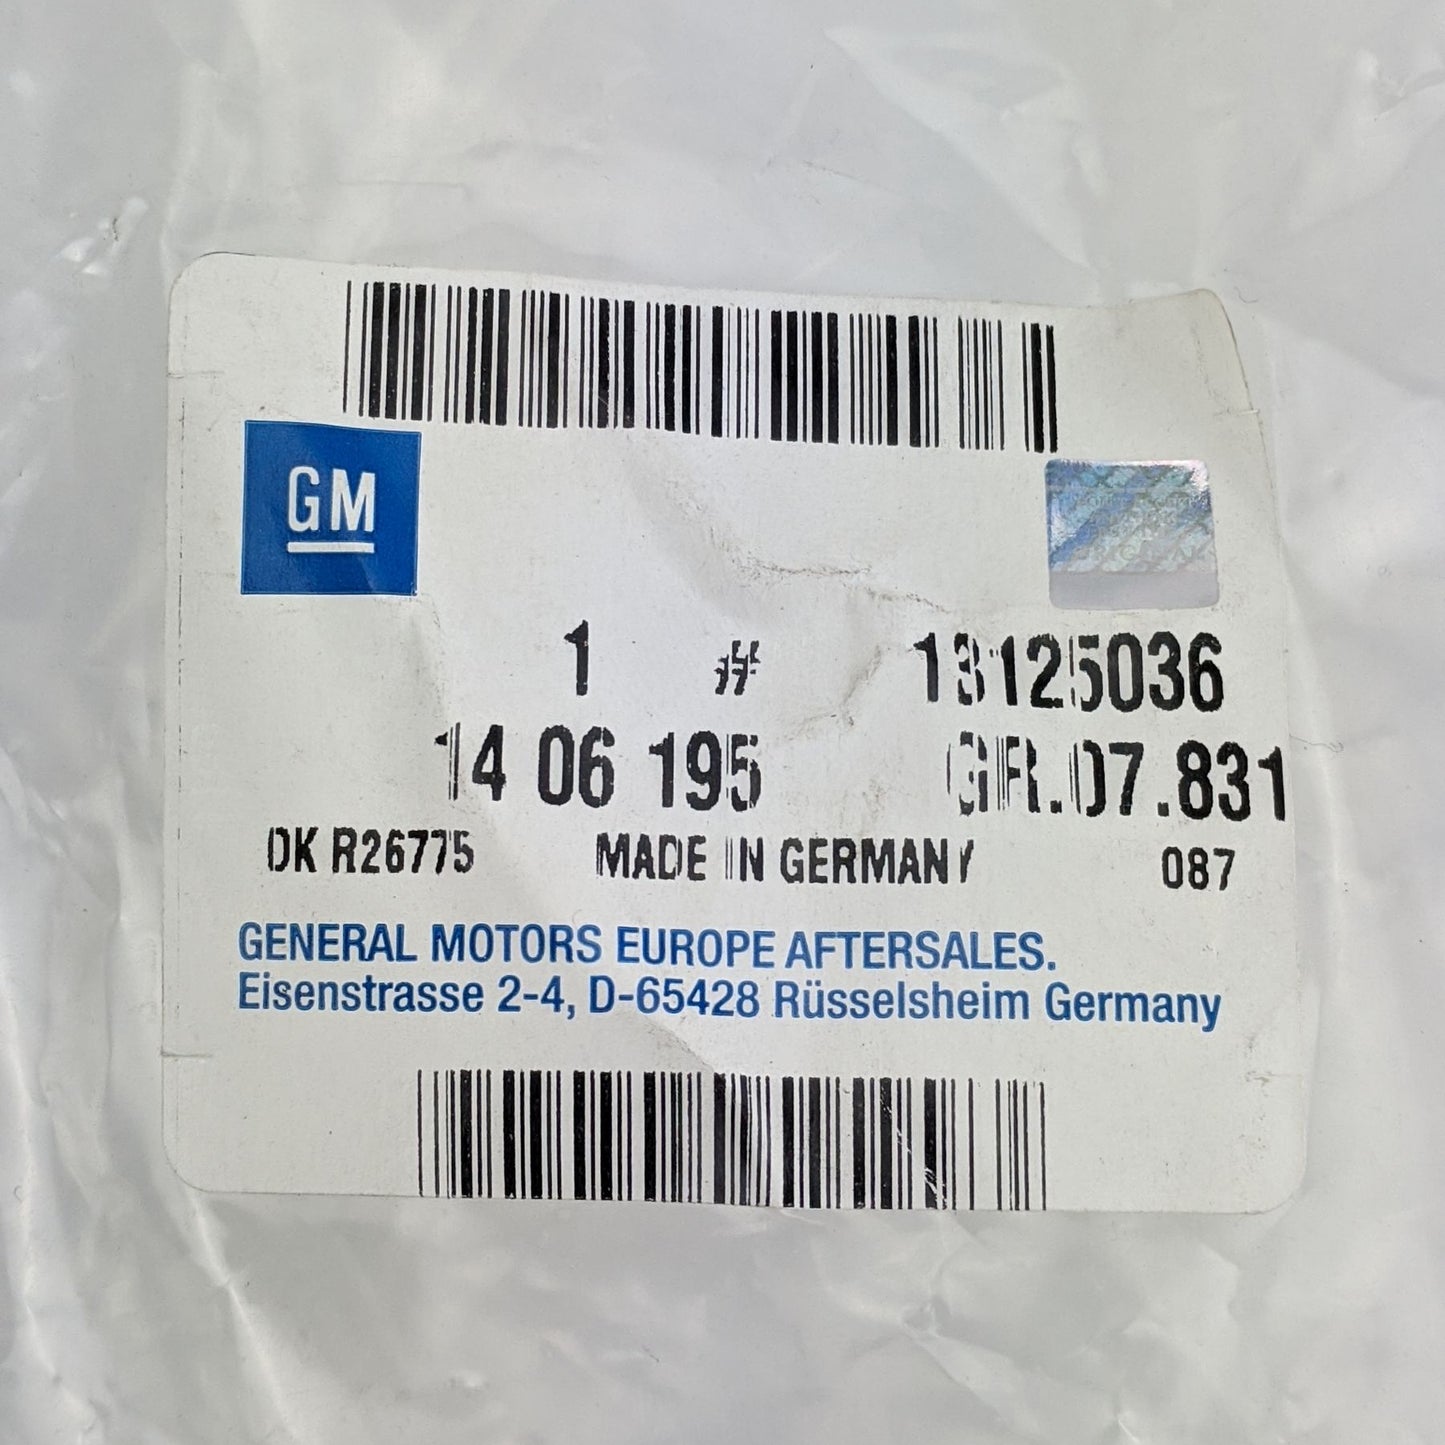 GM
1 # 13125036
14 06 195 GR.07.831
DK R26775 MADE IN GERMANY 087
GENERAL MOTORS EUROPE AFTERSALES.
Eisenstrasse 2-4, D-65428 Rüsselsheim Germany